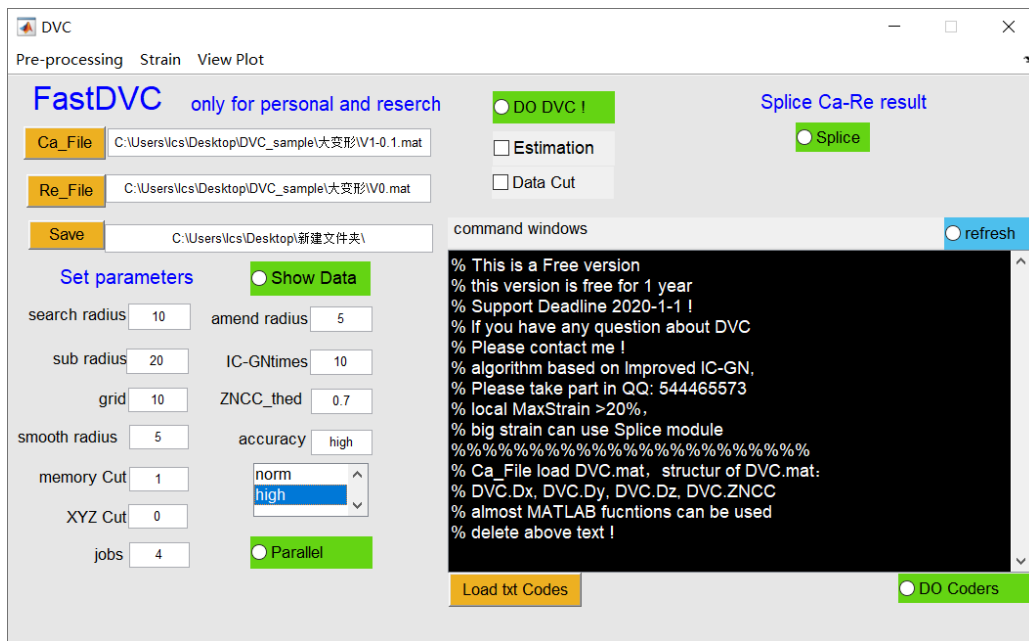 DVC
Pre-processing Strain View Plot
FastDVC only for personal and reserch
DO DVC !
Splice Ca-Re result
Ca_File C:\Users\lcs\Desktop\DVC_sample\大变形\V1-0.1.mat
Estimation
Splice
Re_File C:\Users\lcs\Desktop\DVC_sample\大变形\V0.mat
Data Cut
Save C:\Users\lcs\Desktop\新建文件夹\
command windows
refresh
Set parameters
Show Data
search radius 10
amend radius 5
sub radius 20
IC-GNtimes 10
grid 10
ZNCC_thed 0.7
smooth radius 5
accuracy high
memory Cut 1
norm
high
XYZ Cut 0
jobs 4
Parallel
% This is a Free version
% this version is free for 1 year
% Support Deadline 2020-1-1 !
% If you have any question about DVC
% Please contact me !
% algorithm based on Improved IC-GN,
% Please take part in QQ: 544465573
% local MaxStrain >20%，
% big strain can use Splice module
%%%%%%%%%%%%%%%%%%%%%%%
% Ca_File load DVC.mat，structur of DVC.mat：
% DVC.Dx, DVC.Dy, DVC.Dz, DVC.ZNCC
% almost MATLAB fucntions can be used
% delete above text !
Load txt Codes
DO Coders